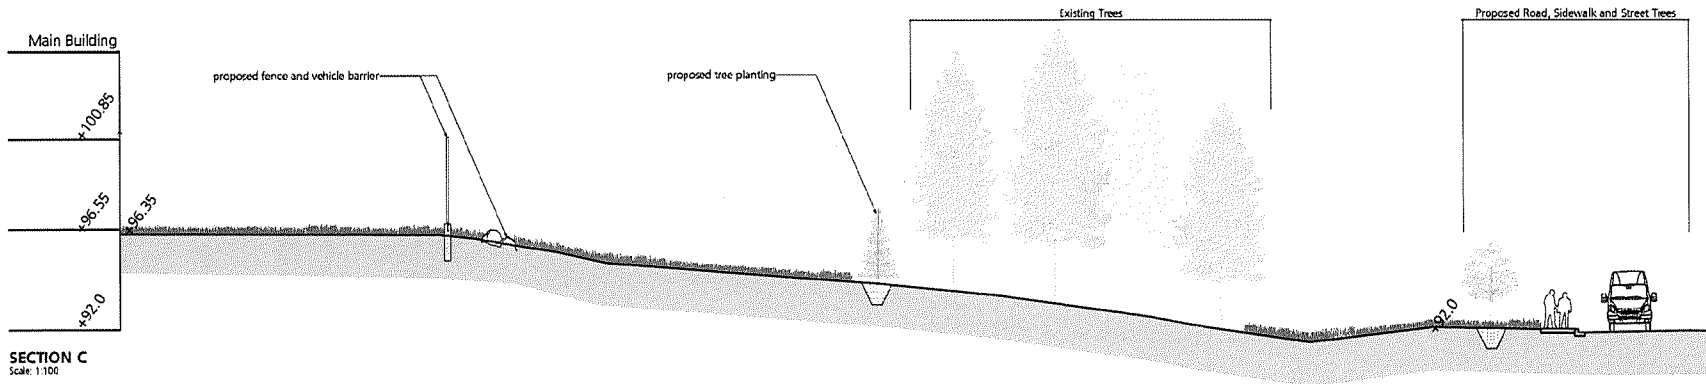 Existing Trees
Proposed Road, Sidewalk and Street Trees
Main Building
proposed fence and vehicle barrier
proposed tree planting
+100.85
+96.55
+96.35
+92.0
+92.0
SECTION C
Scale: 1:100